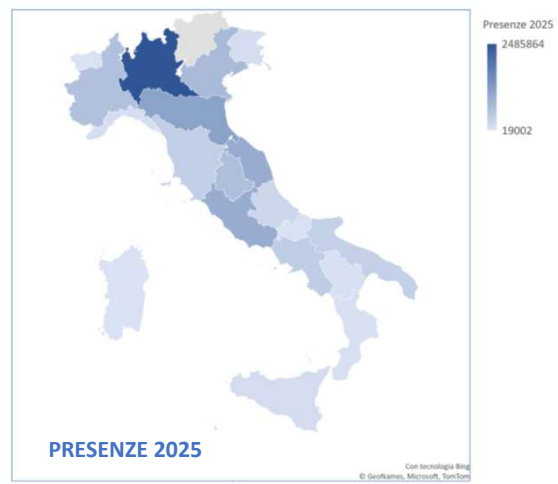 Presenze 2025
2485864
19002
PRESENZE 2025
Con tecnologia Bing
© GeoNames, Microsoft, TomTom